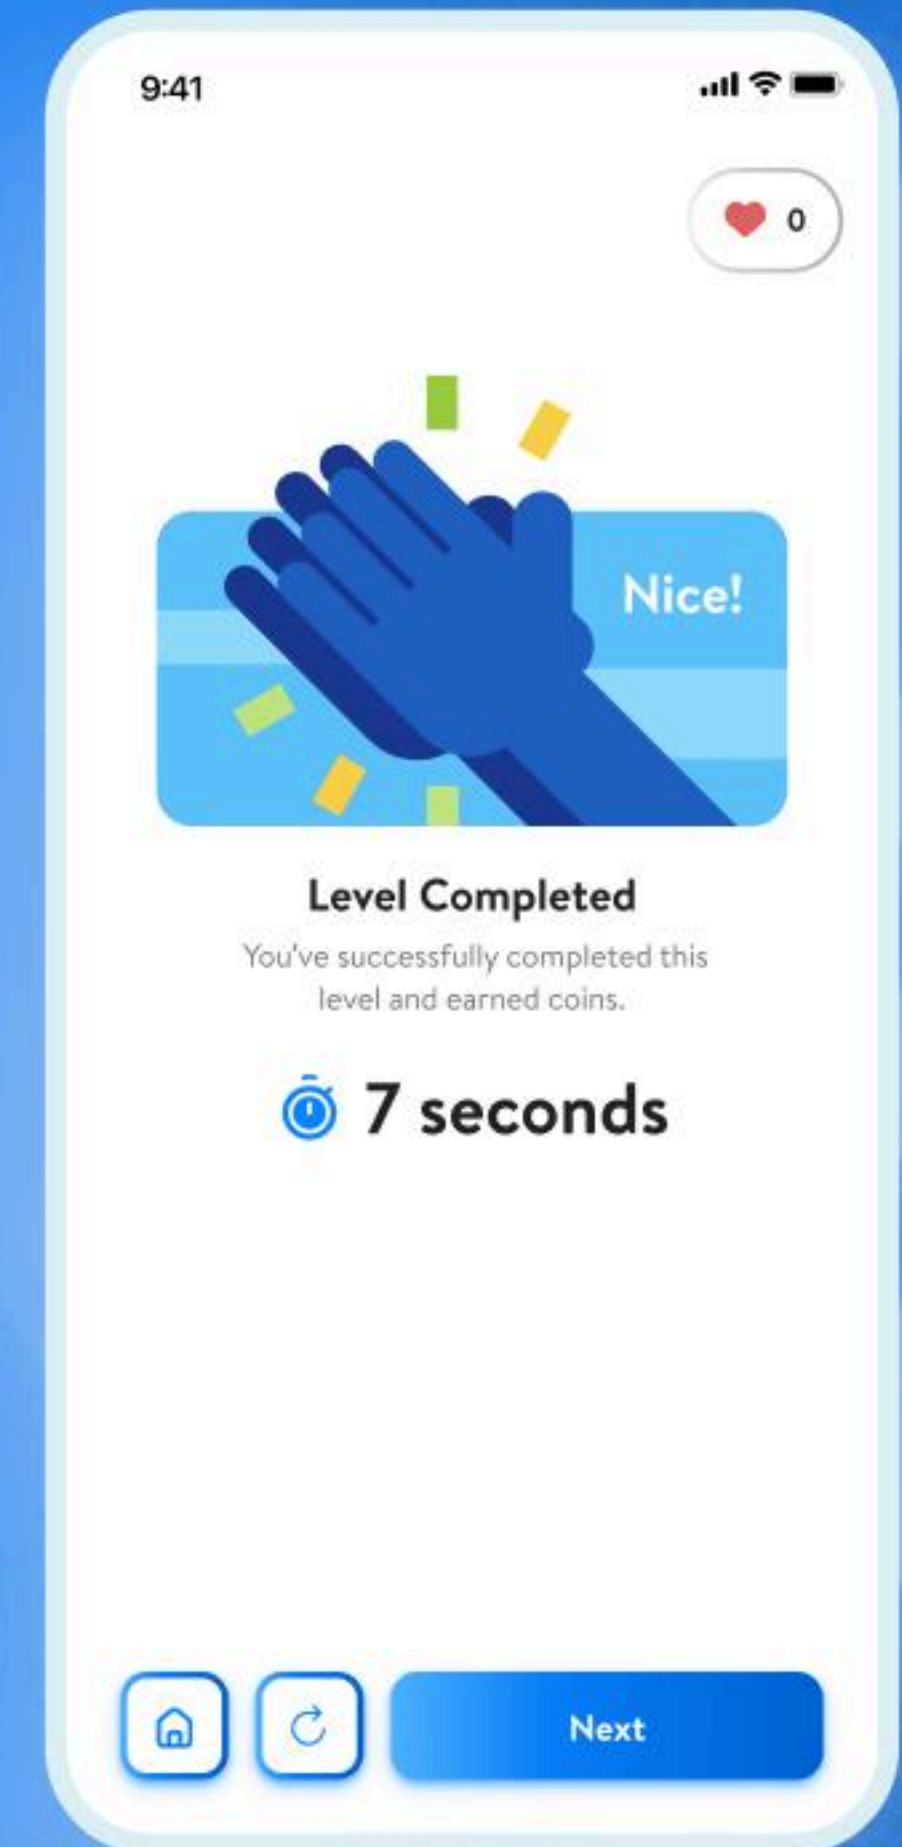 9:41
0
Nice!
Level Completed
You've successfully completed this
level and earned coins.
7 seconds
Next